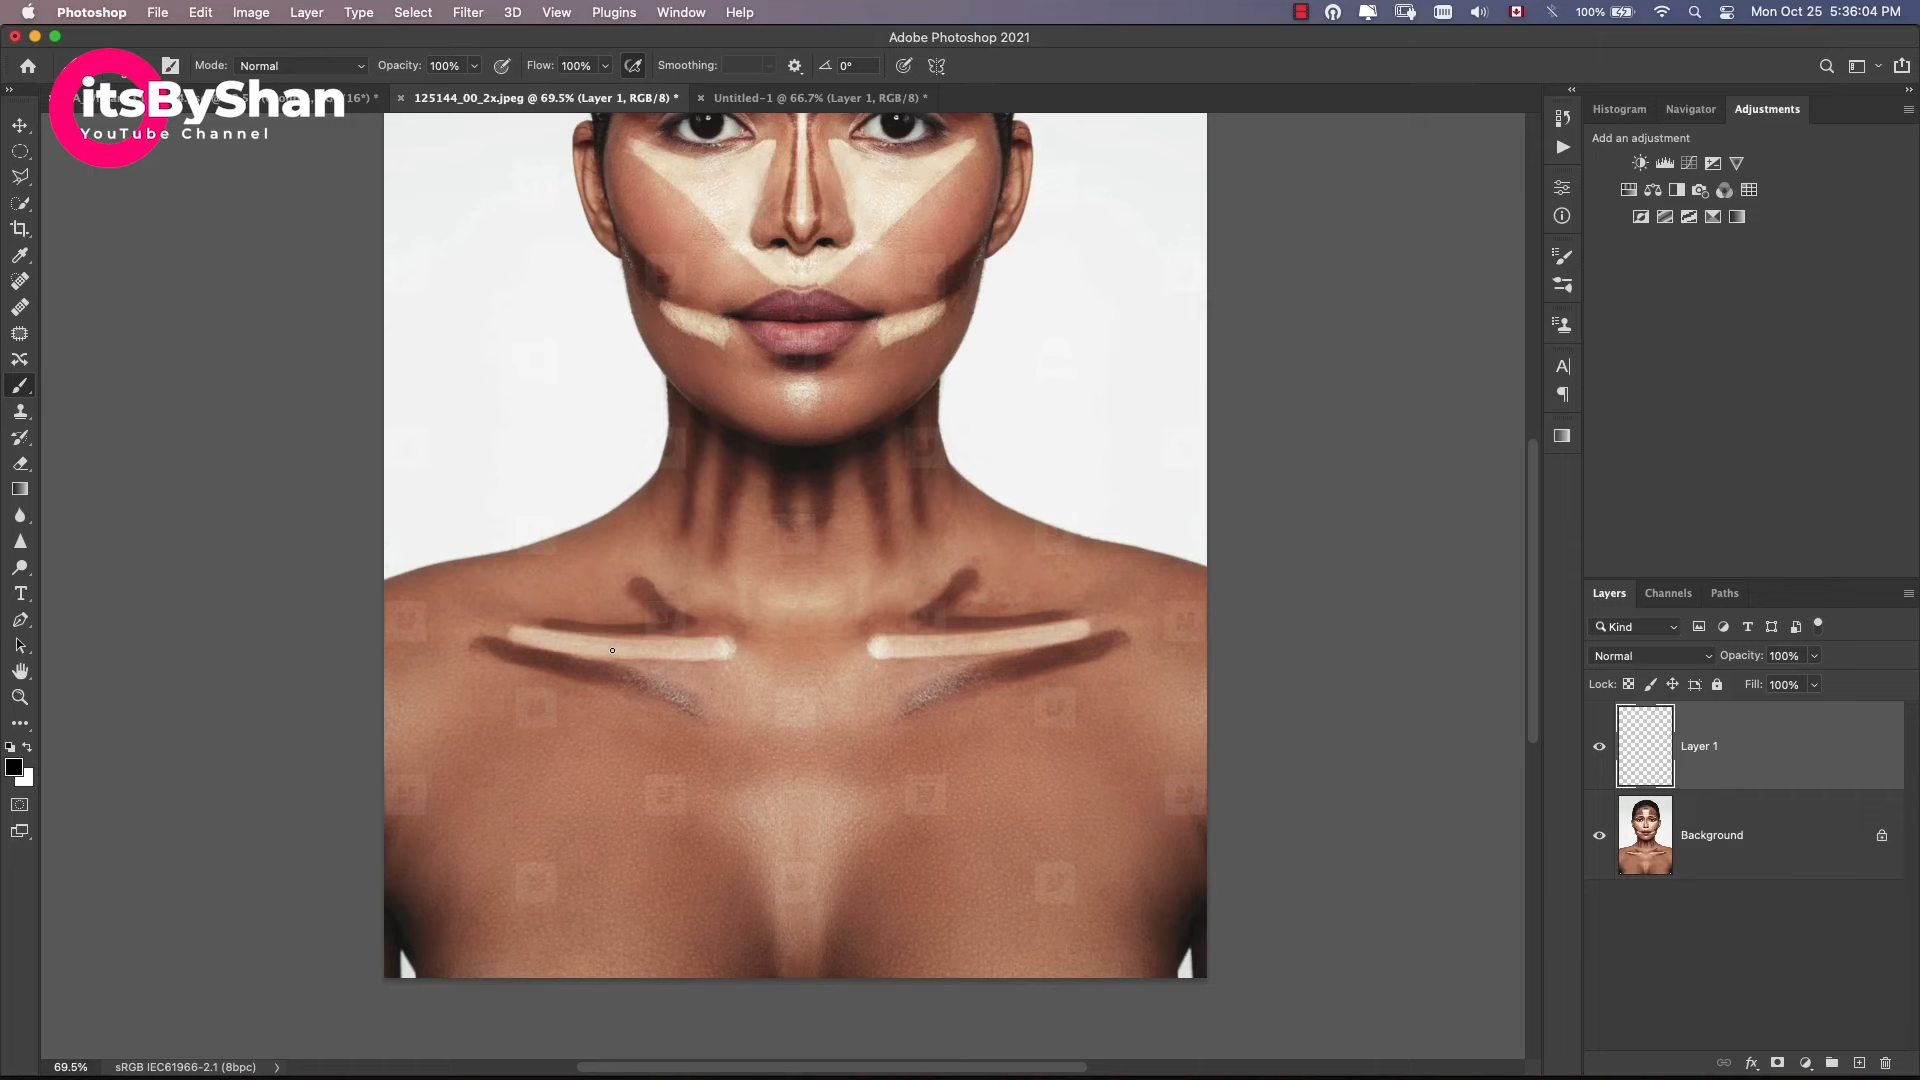 Photoshop File Edit Image Layer Type Select Filter 3D View Plugins Window Help 100% Mon Oct 25 5:36:04 PM
Adobe Photoshop 2021
Mode: Normal Opacity: 100% Flow: 100% Smoothing: 0°
itsByShan
YouTube Channel
125144_00_2x.jpeg @ 69.5% (Layer 1, RGB/8) *
Untitled-1 @ 66.7% (Layer 1, RGB/8) *
Histogram Navigator Adjustments
Add an adjustment
Layers Channels Paths
Kind
Normal Opacity: 100%
Lock: Fill: 100%
Layer 1
Background
69.5% sRGB IEC61966-2.1 (8bpc)